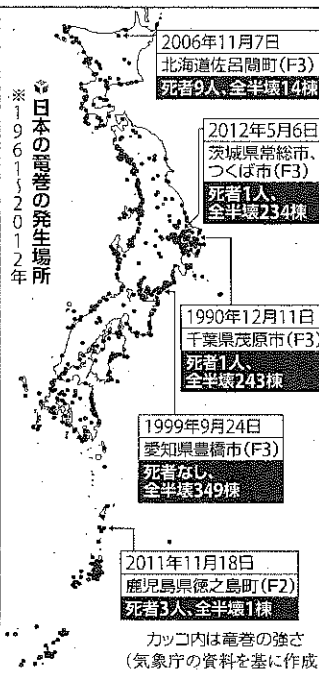 日本の竜巻の発生場所
※1961〜2012年
2006年11月7日
北海道佐呂間町(F3)
死者9人、全半壊14棟
2012年5月6日
茨城県常総市、
つくば市(F3)
死者1人、
全半壊234棟
1990年12月11日
千葉県茂原市(F3)
死者1人、
全半壊243棟
1999年9月24日
愛知県豊橋市(F3)
死者なし、
全半壊349棟
2011年11月18日
鹿児島県徳之島町(F2)
死者3人、全半壊1棟
カッコ内は竜巻の強さ
(気象庁の資料を基に作成